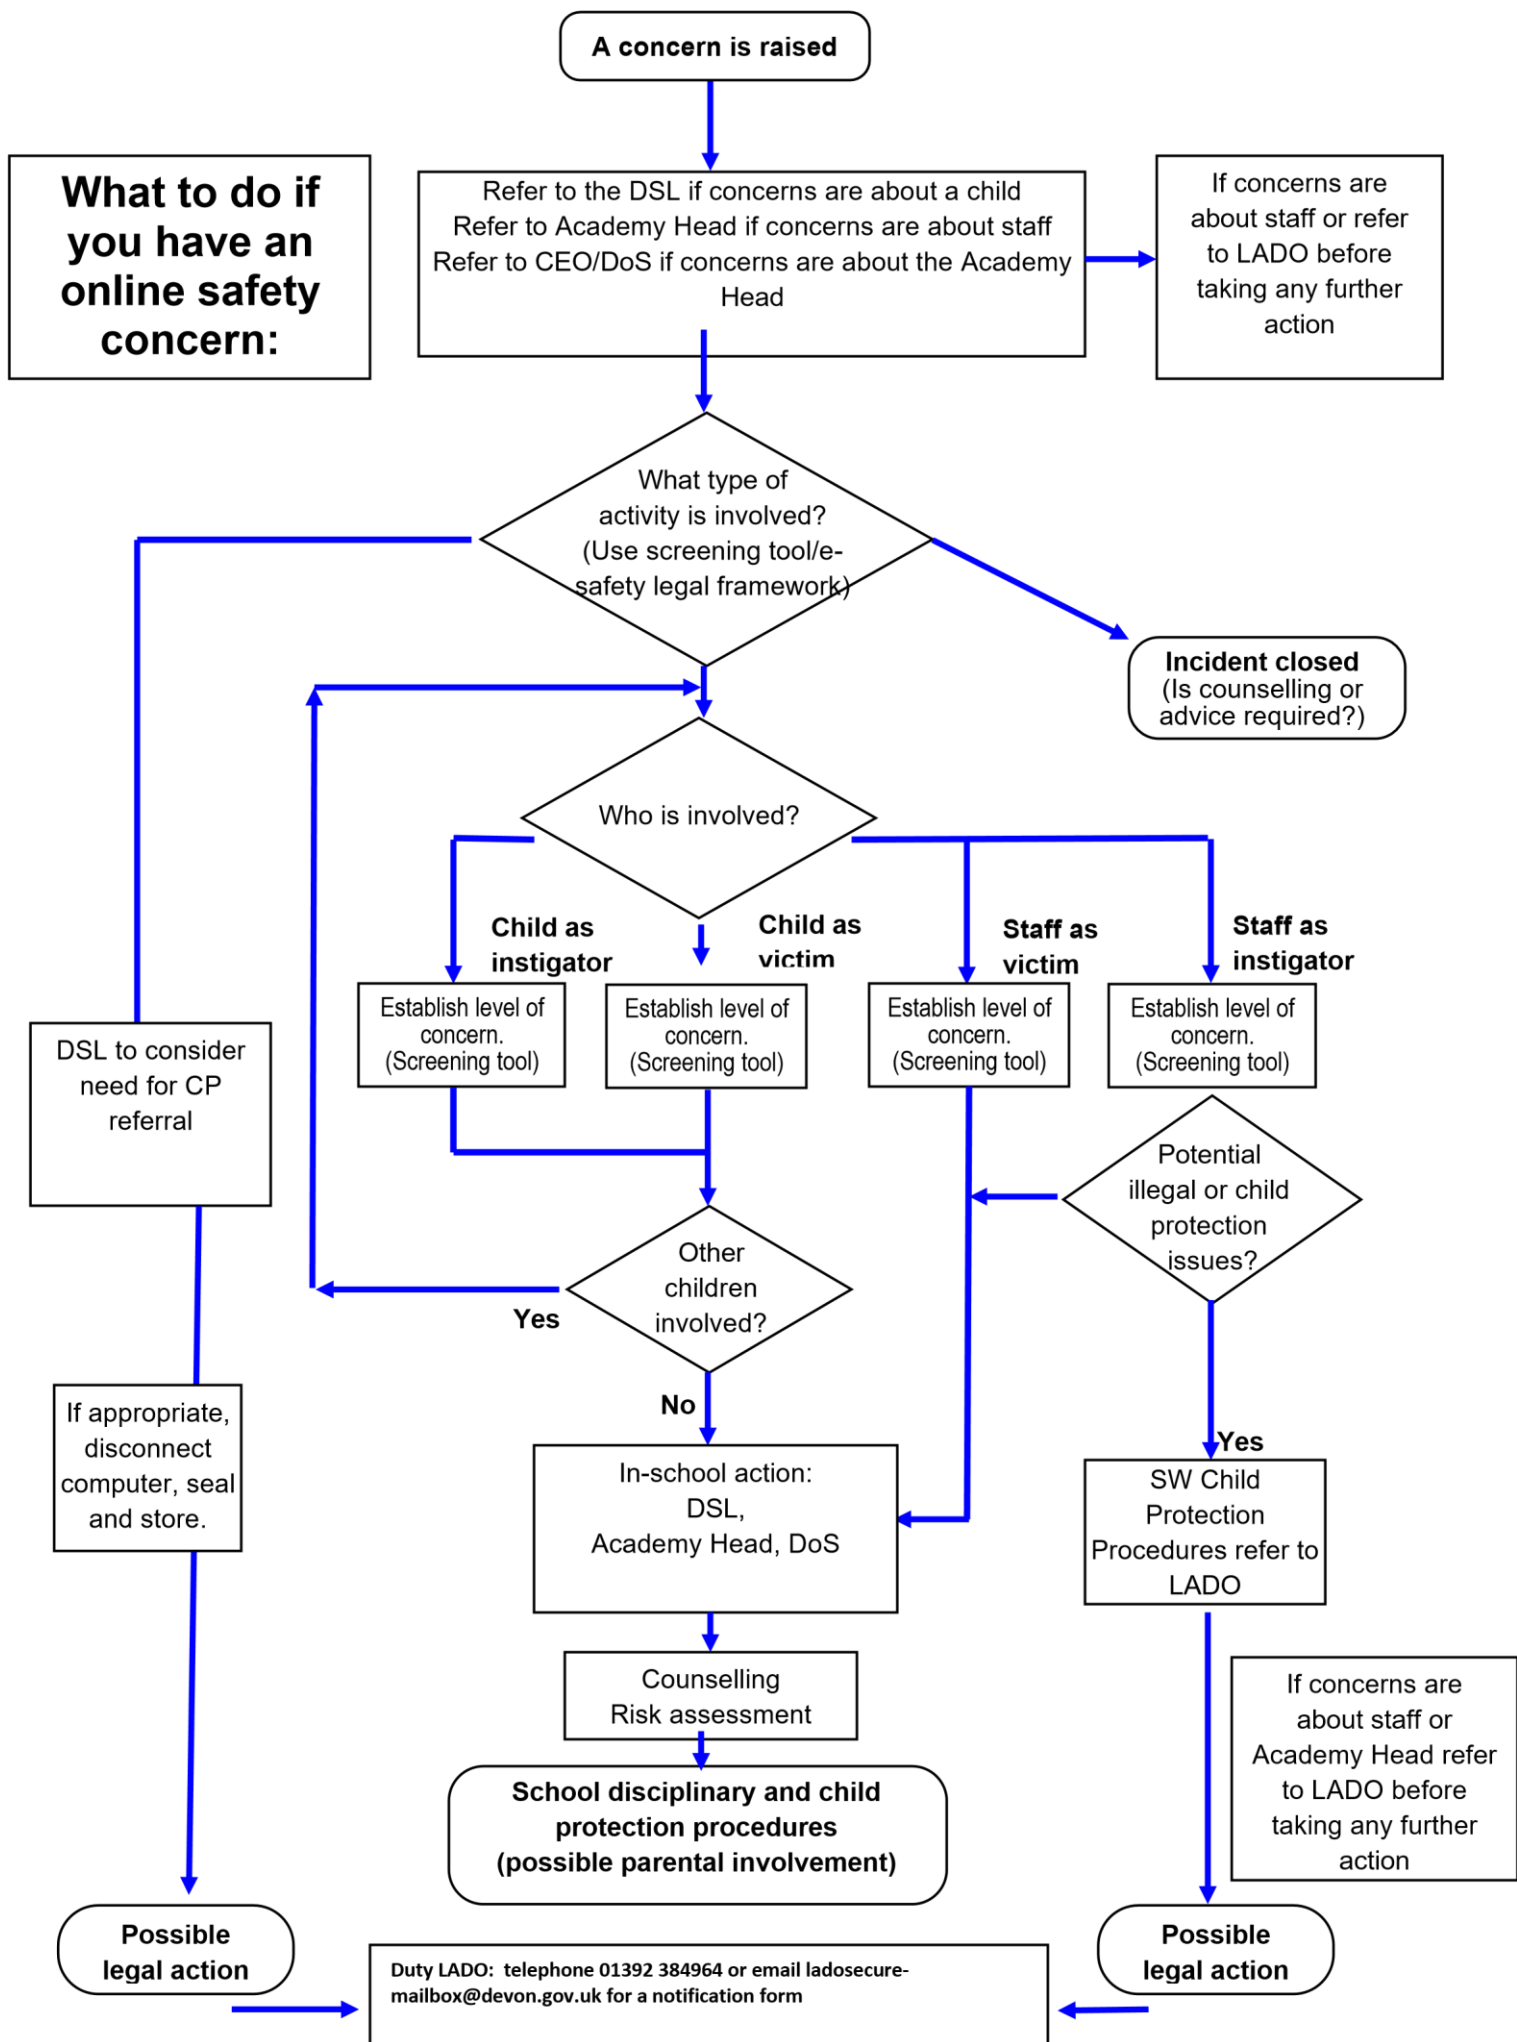 A concern is raised
What to do if
you have an
online safety
concern:
Refer to the DSL if concerns are about a child
Refer to Academy Head if concerns are about staff
Refer to CEO/DoS if concerns are about the Academy
Head
If concerns are
about staff or refer
to LADO before
taking any further
action
What type of
activity is involved?
(Use screening tool/e-
safety legal framework)
Incident closed
(Is counselling or
advice required?)
Who is involved?
Child as
instigator
Child as
victim
Staff as
victim
Staff as
instigator
Establish level of
concern.
(Screening tool)
Establish level of
concern.
(Screening tool)
Establish level of
concern.
(Screening tool)
Establish level of
concern.
(Screening tool)
DSL to consider
need for CP
referral
Potential
illegal or child
protection
issues?
Other
children
involved?
Yes
No
If appropriate,
disconnect
computer, seal
and store.
In-school action:
DSL,
Academy Head, DoS
Yes
SW Child
Protection
Procedures refer to
LADO
Counselling
Risk assessment
If concerns are
about staff or
Academy Head refer
to LADO before
taking any further
action
School disciplinary and child
protection procedures
(possible parental involvement)
Possible
legal action
Possible
legal action
Duty LADO: telephone 01392 384964 or email ladosecure-
mailbox@devon.gov.uk for a notification form